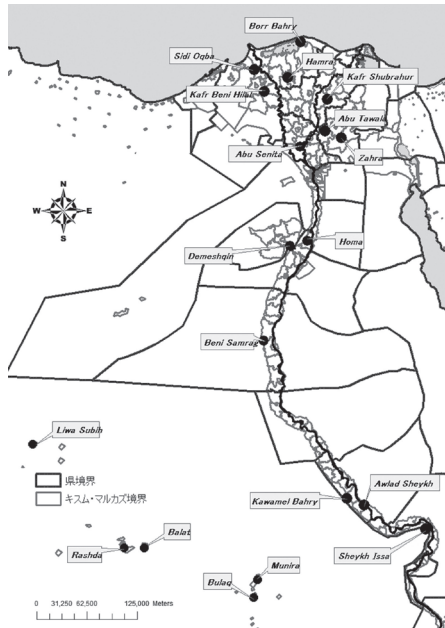 Borr Bahry
Sidi Oqba
Hamra
Kafr Shubrahur
Kafr Beni Hilal
Abu Tawala
Abu Senita
Zahra
N
W E
S
Homa
Demeshqin
Beni Samrag
Liwa Subih
県境界
キスム・マルカズ境界
Awlad Sheykh
Kawamel Bahry
Balat
Rashda
Sheykh Issa
Munira
Bulaq
0 31,250 62,500 125,000 Meters